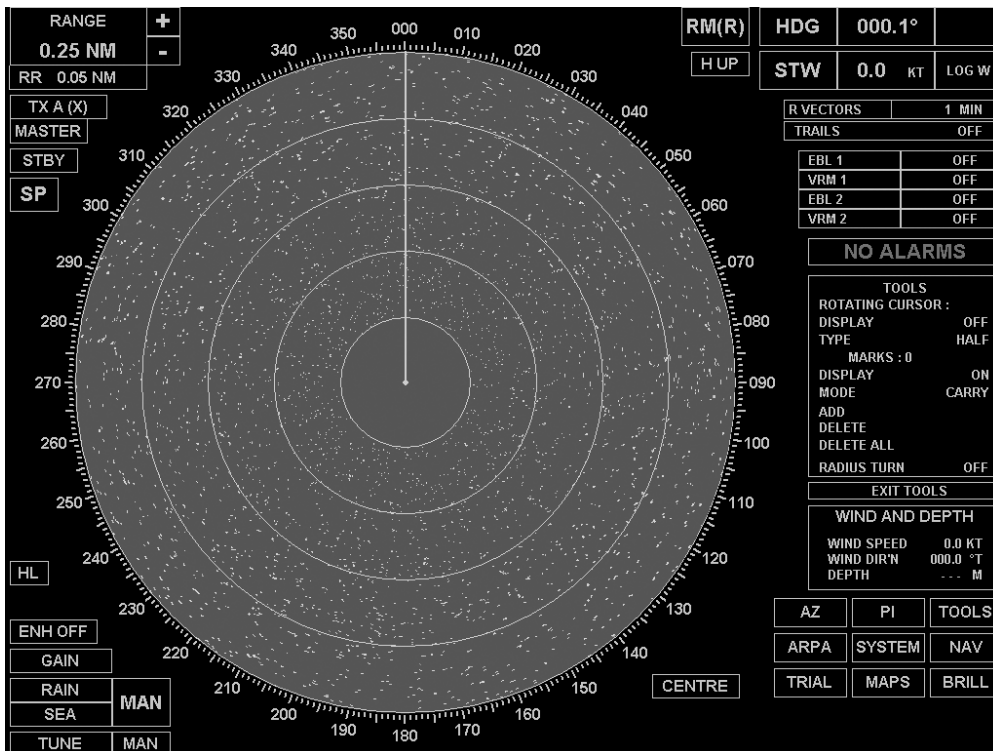 RANGE +
0.25 NM -
RR 0.05 NM
TX A (X)
MASTER
STBY
SP
HL
ENH OFF
GAIN
RAIN
SEA
MAN
TUNE MAN
000
010
020
030
040
050
060
070
080
090
100
110
120
130
140
150
160
170
180
190
200
210
220
230
240
250
260
270
280
290
300
310
320
330
340
350
RM(R)
H UP
CENTRE
HDG 000.1°
STW 0.0 KT LOG W
R VECTORS 1 MIN
TRAILS OFF
EBL 1 OFF
VRM 1 OFF
EBL 2 OFF
VRM 2 OFF
NO ALARMS
TOOLS
ROTATING CURSOR :
DISPLAY OFF
TYPE HALF
MARKS : 0
DISPLAY ON
MODE CARRY
ADD
DELETE
DELETE ALL
RADIUS TURN OFF
EXIT TOOLS
WIND AND DEPTH
WIND SPEED 0.0 KT
WIND DIR'N 000.0 °T
DEPTH - - - M
AZ PI TOOLS
ARPA SYSTEM NAV
TRIAL MAPS BRILL